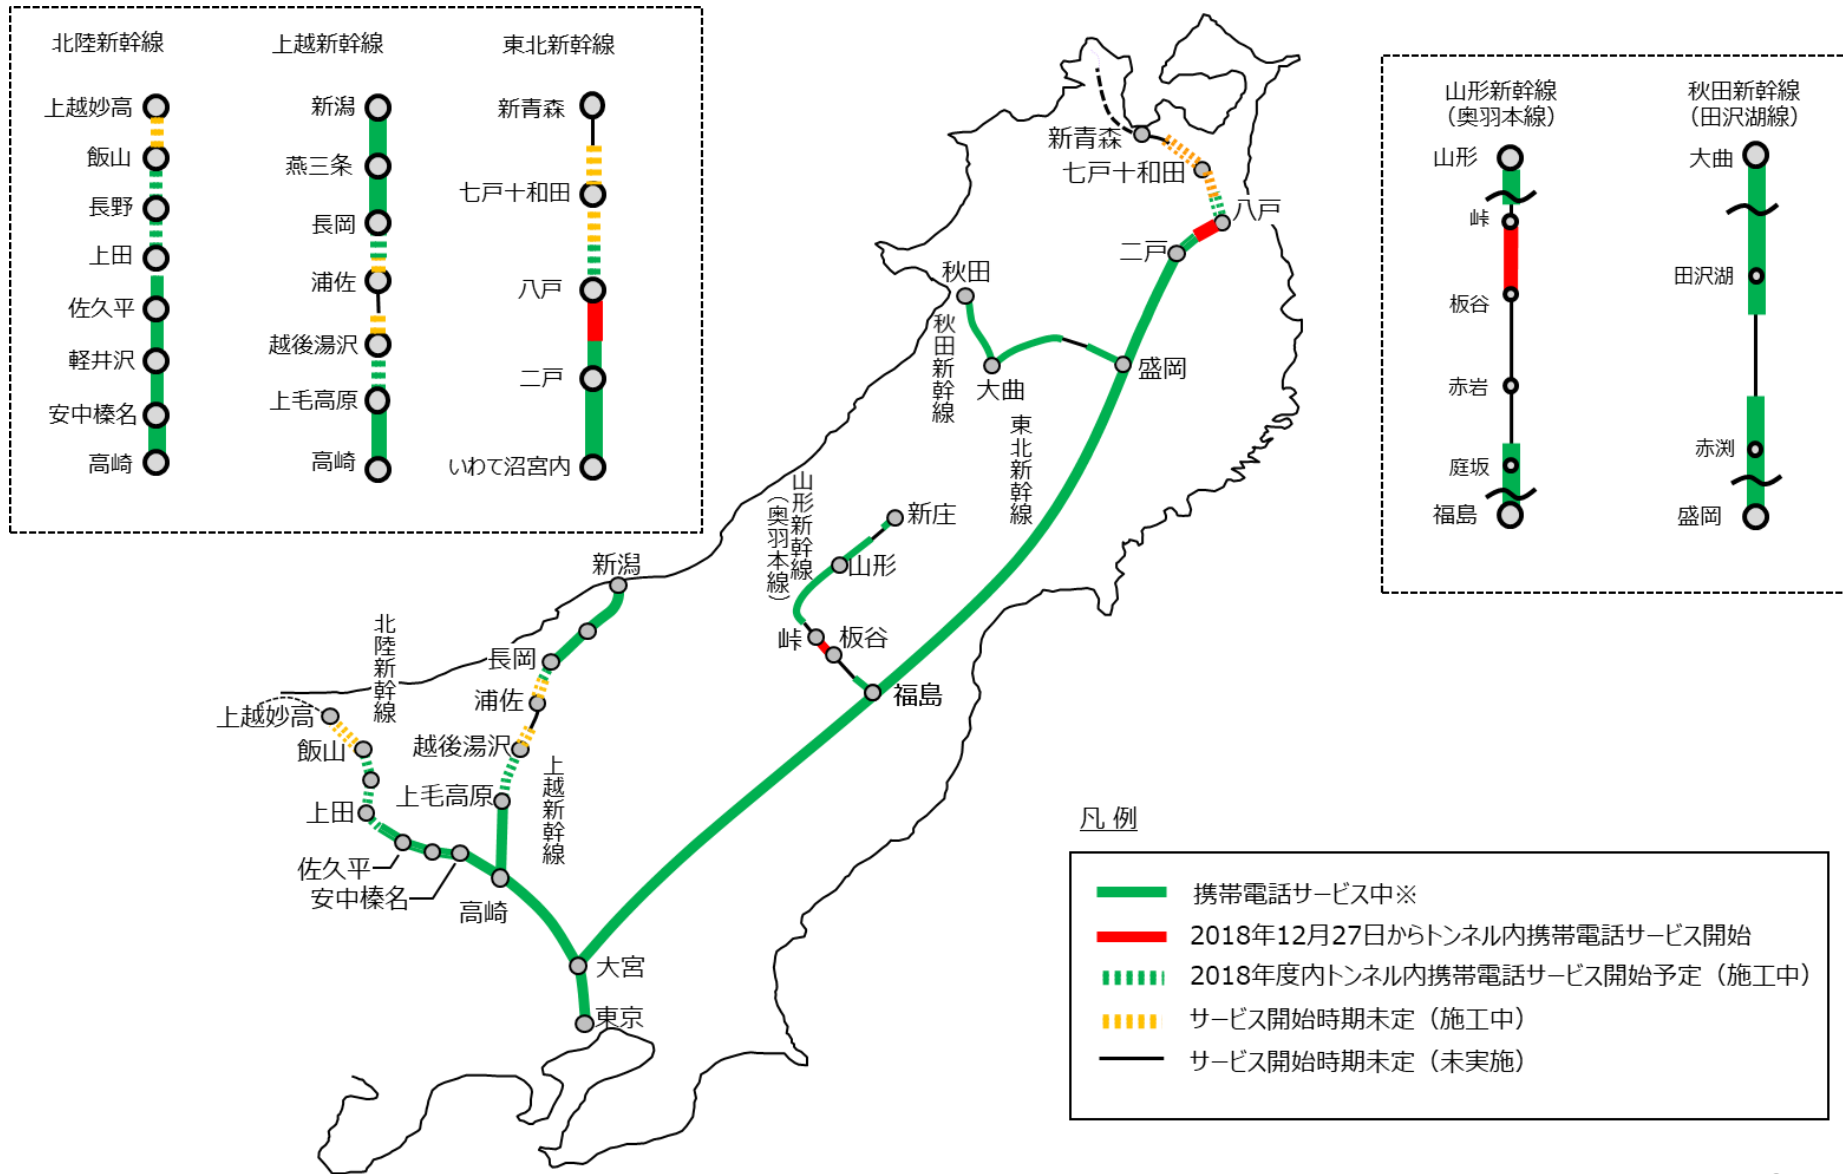 北陸新幹線
上越妙高
飯山
長野
上田
佐久平
軽井沢
安中榛名
高崎
上越新幹線
新潟
燕三条
長岡
浦佐
越後湯沢
上毛高原
高崎
東北新幹線
新青森
七戸十和田
八戸
二戸
いわて沼宮内
山形新幹線
（奥羽本線）
山形
峠
板谷
赤岩
庭坂
福島
秋田新幹線
（田沢湖線）
大曲
田沢湖
赤渕
盛岡
新青森
七戸十和田
八戸
二戸
秋田
秋田新幹線
大曲
盛岡
東北新幹線
新庄
山形新幹線
（奥羽本線）
山形
峠
板谷
福島
新潟
長岡
浦佐
越後湯沢
上毛高原
上越新幹線
北陸新幹線
上越妙高
飯山
上田
佐久平
安中榛名
高崎
大宮
東京
凡 例
携帯電話サービス中※
2018年12月27日からトンネル内携帯電話サービス開始
2018年度内トンネル内携帯電話サービス開始予定（施工中）
サービス開始時期未定（施工中）
サービス開始時期未定（未実施）